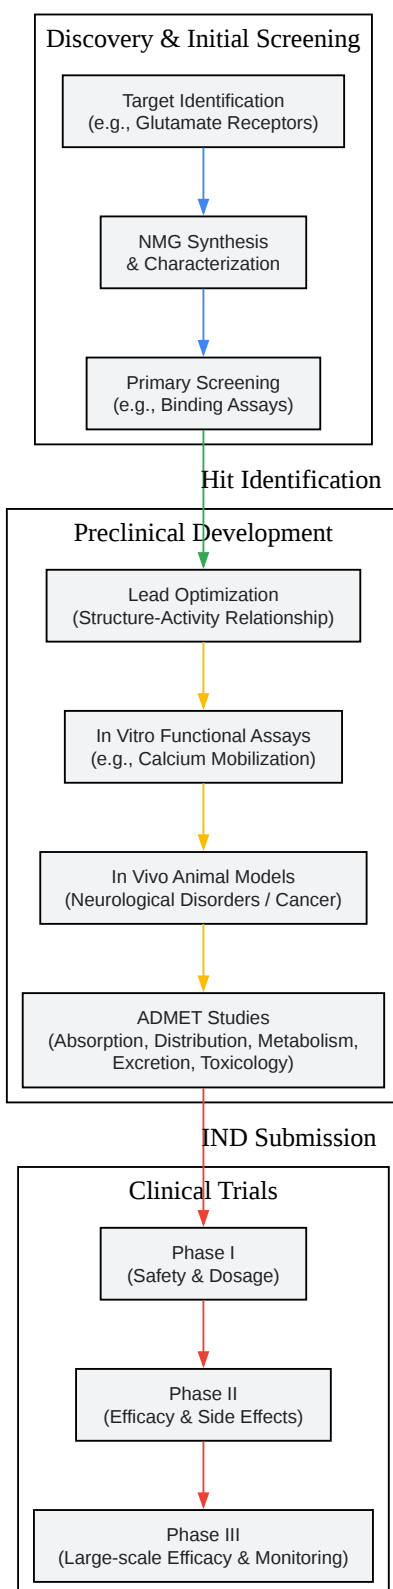 Discovery & Initial Screening
Target Identification
(e.g., Glutamate Receptors)
NMG Synthesis
& Characterization
Primary Screening
(e.g., Binding Assays)
Hit Identification
Preclinical Development
Lead Optimization
(Structure-Activity Relationship)
In Vitro Functional Assays
(e.g., Calcium Mobilization)
In Vivo Animal Models
(Neurological Disorders / Cancer)
ADMET Studies
(Absorption, Distribution, Metabolism,
Excretion, Toxicology)
IND Submission
Clinical Trials
Phase I
(Safety & Dosage)
Phase II
(Efficacy & Side Effects)
Phase III
(Large-scale Efficacy & Monitoring)